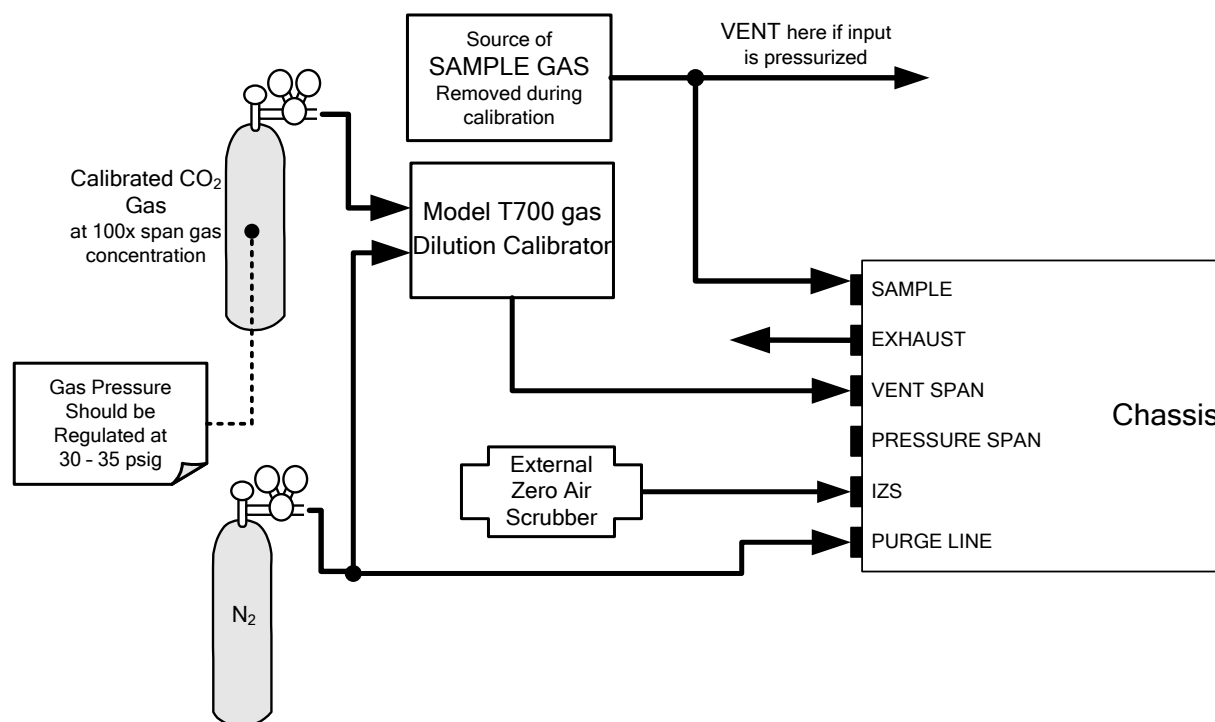 Source of
SAMPLE GAS
Removed during
calibration
VENT here if input
is pressurized
Calibrated CO₂
Gas
at 100x span gas
concentration
Model T700 gas
Dilution Calibrator
Gas Pressure
Should be
Regulated at
30 - 35 psig
External
Zero Air
Scrubber
N₂
SAMPLE
EXHAUST
VENT SPAN
PRESSURE SPAN
IZS
PURGE LINE
Chassis